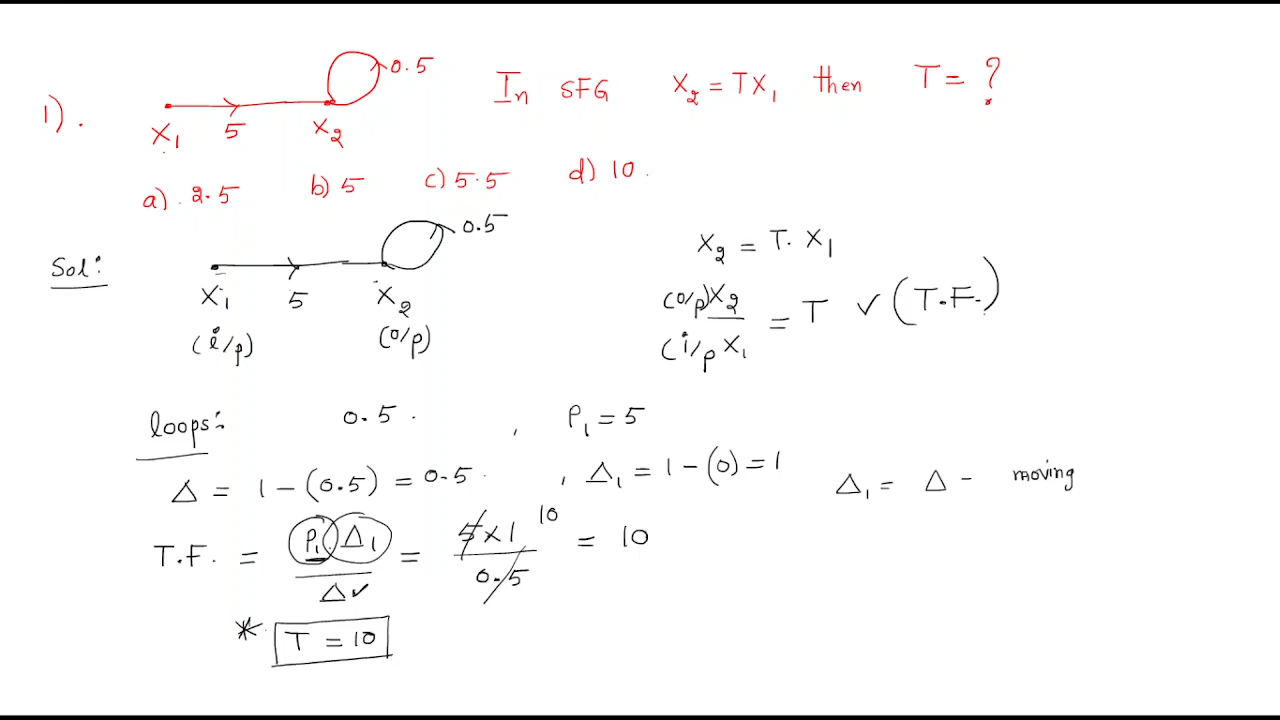 1). X₁ 5 X₂ 0.5 In SFG X₂ = TX₁ then T = ?
a). 2.5 b) 5 c) 5.5 d) 10.
Sol:
X₁ 5 X₂ 0.5
(i/p) (o/p)
X₂ = T. X₁
(o/p) X₂ / (i/p X₁ = T ✓ (T.F.)
loops: 0.5. , P₁ = 5
Δ = 1 - (0.5) = 0.5. , Δ₁ = 1 - (0) = 1 Δ₁ = Δ - moving
T.F. = P₁ Δ₁ / Δ ✓ = 5 x 1 / 0.5 10 = 10
* T = 10